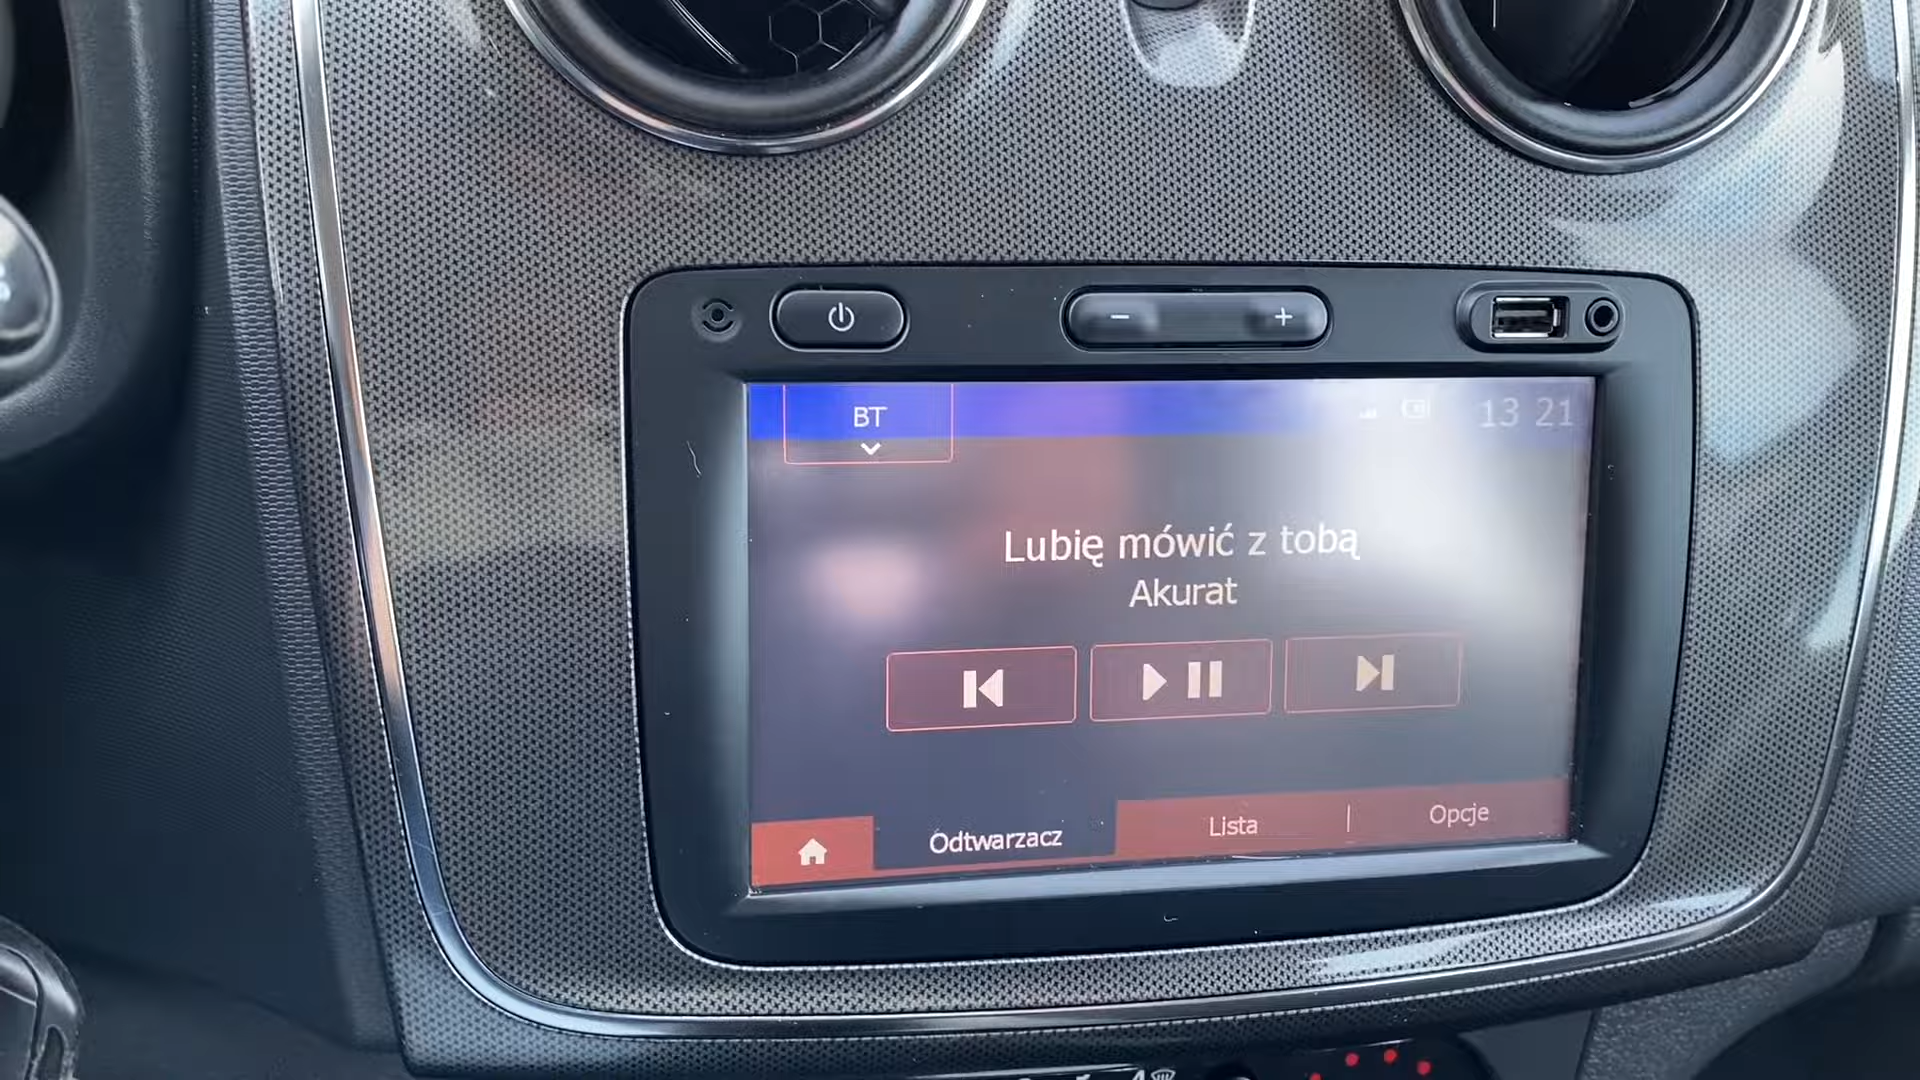 BT
13 21
Lubię mówić z tobą
Akurat
Odtwarzacz
Lista
Opcje